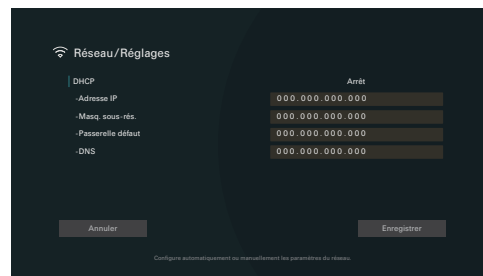 Réseau/Réglages
DHCP Arrêt
-Adresse IP 000.000.000.000
-Masq. sous-rés. 000.000.000.000
-Passerelle défaut 000.000.000.000
-DNS 000.000.000.000
Annuler Enregistrer
Configure automatiquement ou manuellement les paramètres du réseau.